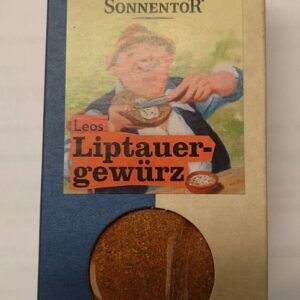 SONNENTOR
Leos
Liptauer-
gewürz